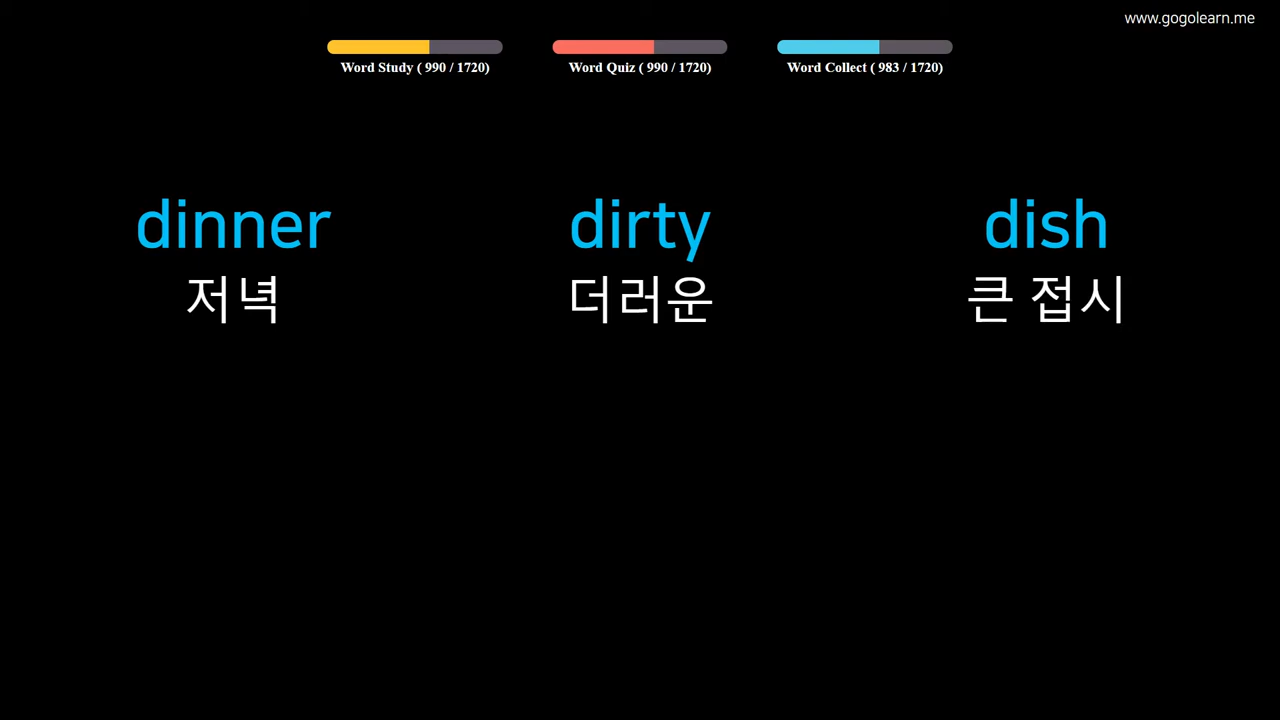 www.gogolearn.me
Word Study ( 990 / 1720)
Word Quiz ( 990 / 1720)
Word Collect ( 983 / 1720)
dinner
저녁
dirty
더러운
dish
큰 접시